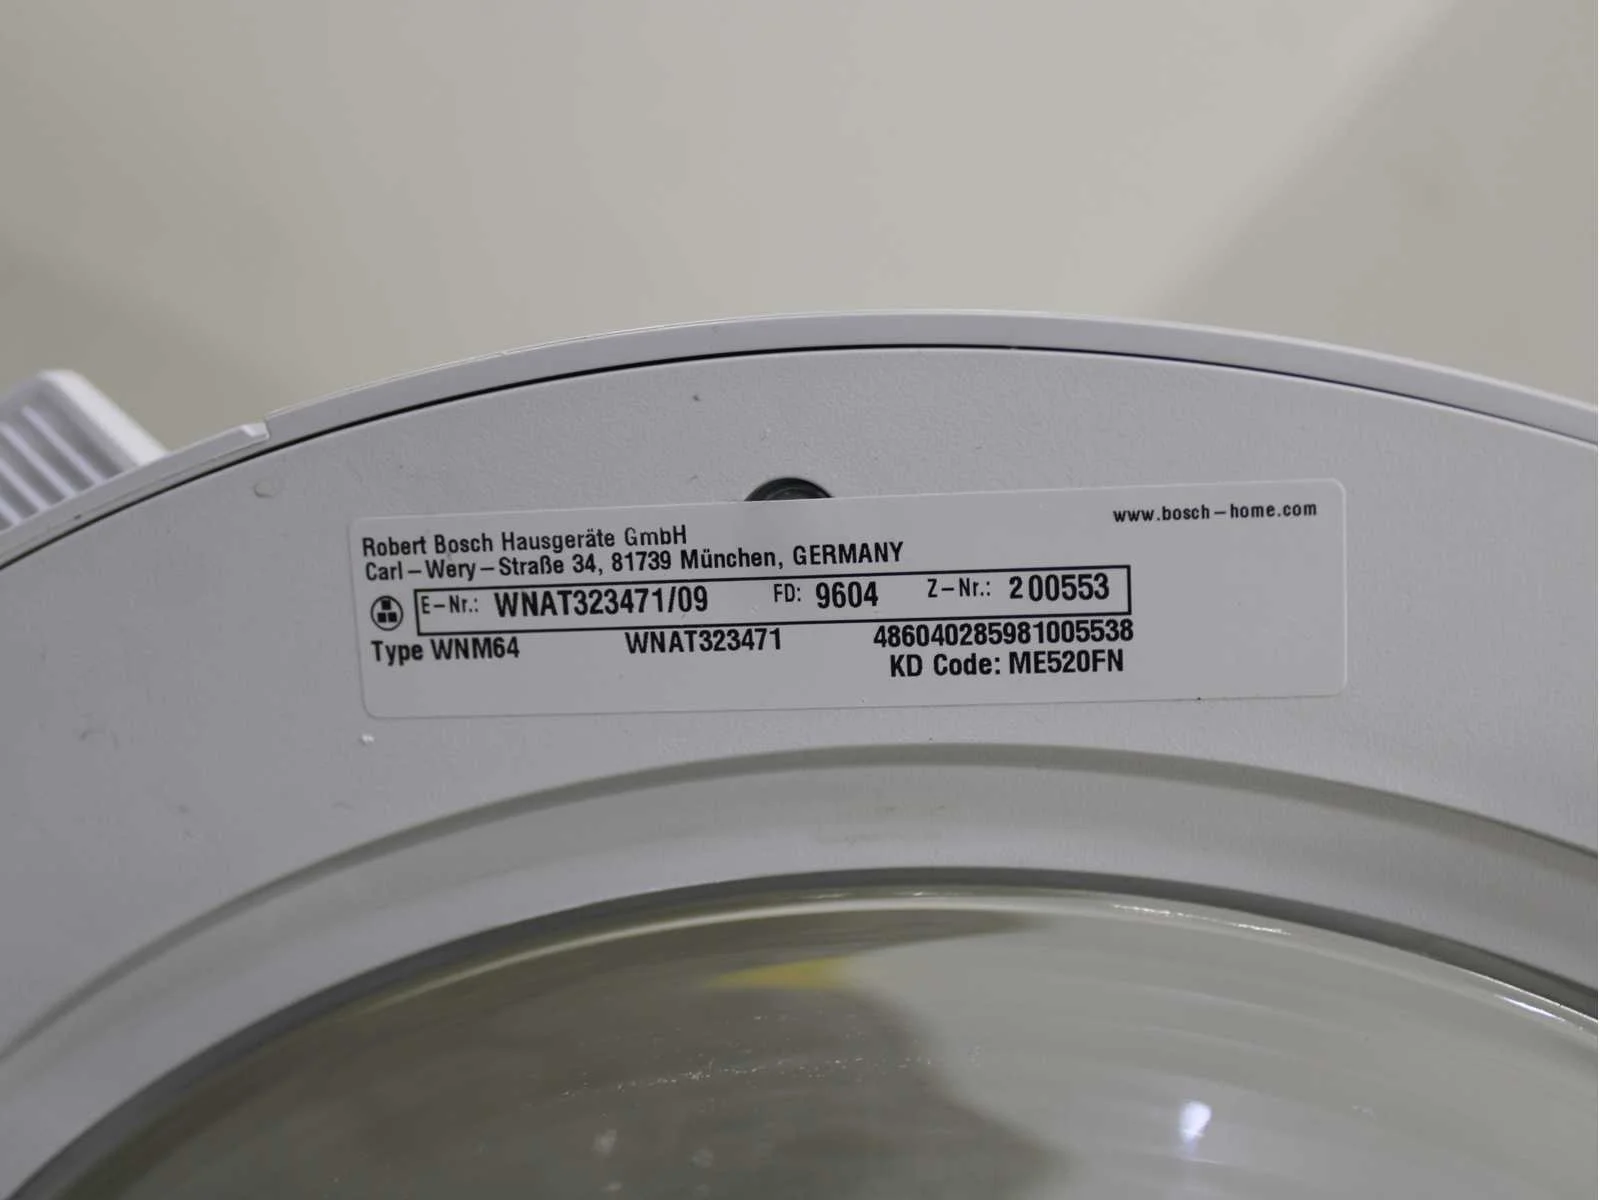 www.bosch-home.com
Robert Bosch Hausgeräte GmbH
Carl-Wery-Straße 34, 81739 München, GERMANY
E-Nr.: WNAT323471/09 FD: 9604 Z-Nr.: 200553
Type WNM64 WNAT323471 486040285981005538
KD Code: ME520FN